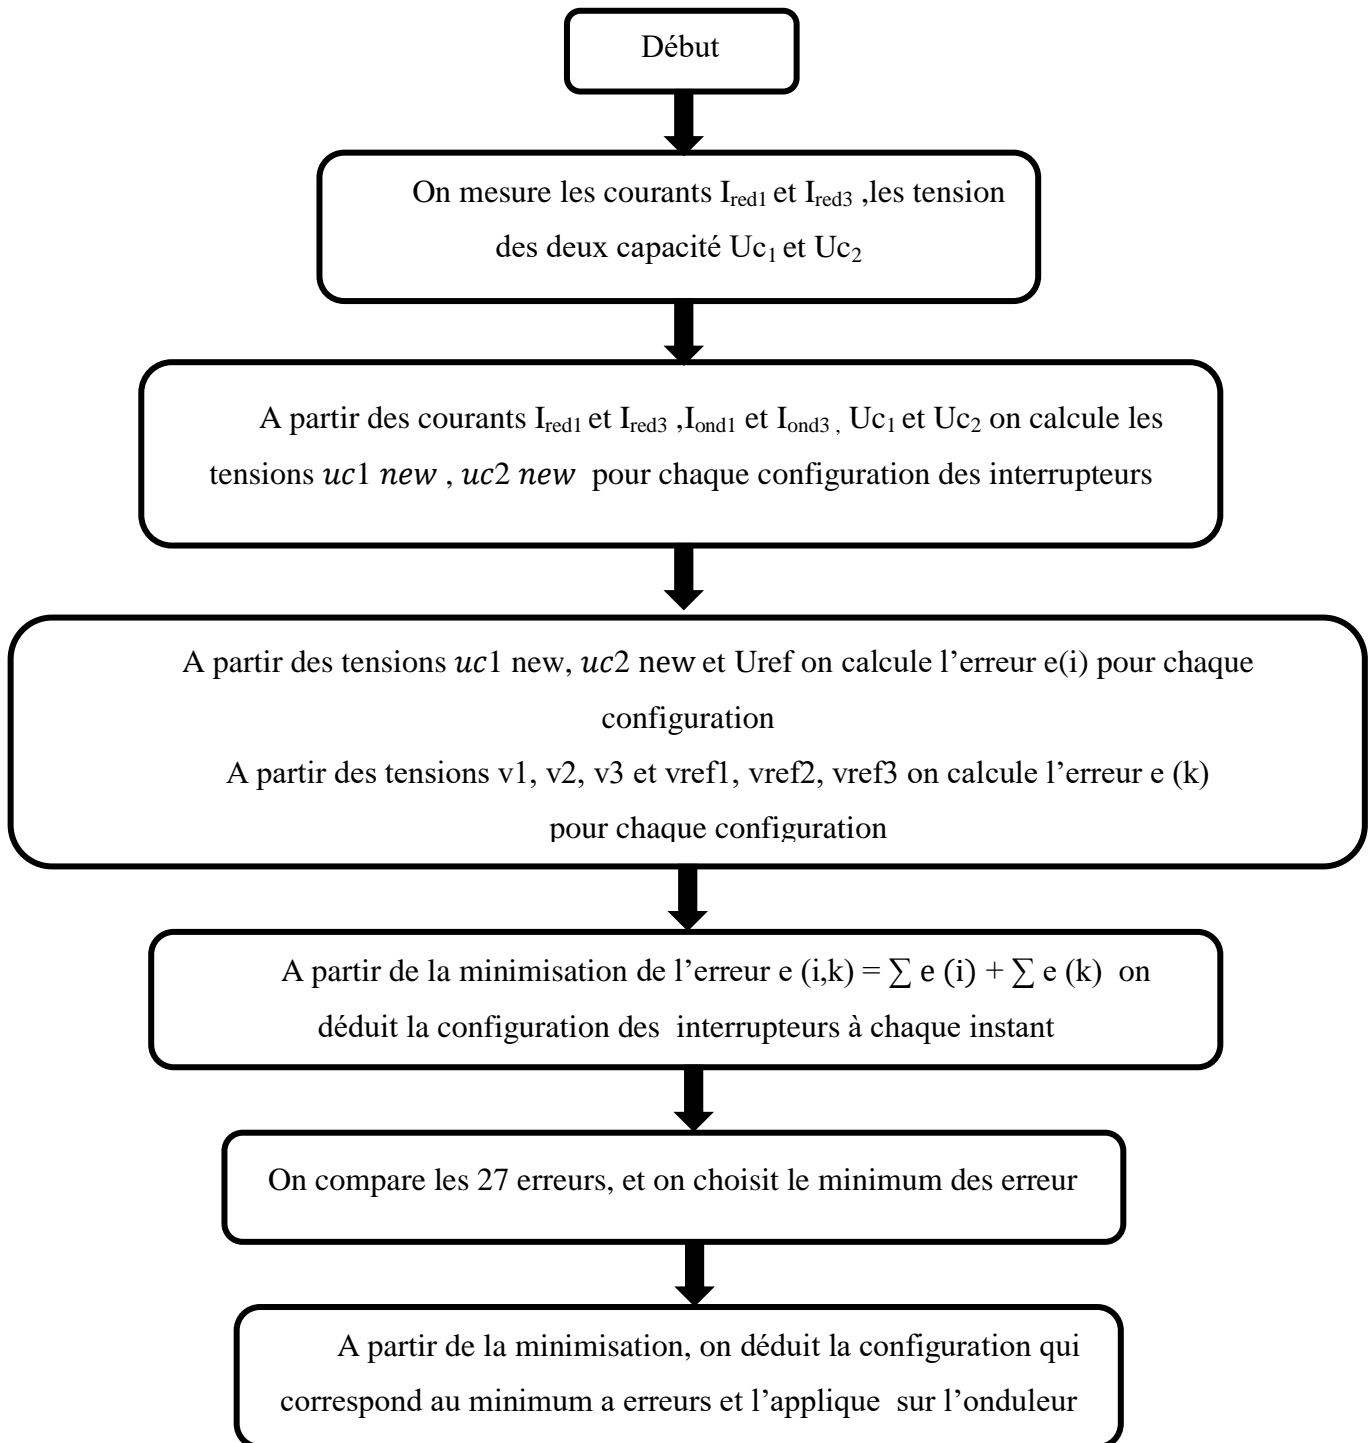 Début
On mesure les courants Ired1 et Ired3 ,les tension
des deux capacité Uc1 et Uc2
A partir des courants Ired1 et Ired3 ,Iond1 et Iond3 , Uc1 et Uc2 on calcule les
tensions uc1 new , uc2 new pour chaque configuration des interrupteurs
A partir des tensions uc1 new, uc2 new et Uref on calcule l’erreur e(i) pour chaque
configuration
A partir des tensions v1, v2, v3 et vref1, vref2, vref3 on calcule l’erreur e (k)
pour chaque configuration
A partir de la minimisation de l’erreur e (i,k) = ∑ e (i) + ∑ e (k) on
déduit la configuration des interrupteurs à chaque instant
On compare les 27 erreurs, et on choisit le minimum des erreur
A partir de la minimisation, on déduit la configuration qui
correspond au minimum a erreurs et l’applique sur l’onduleur